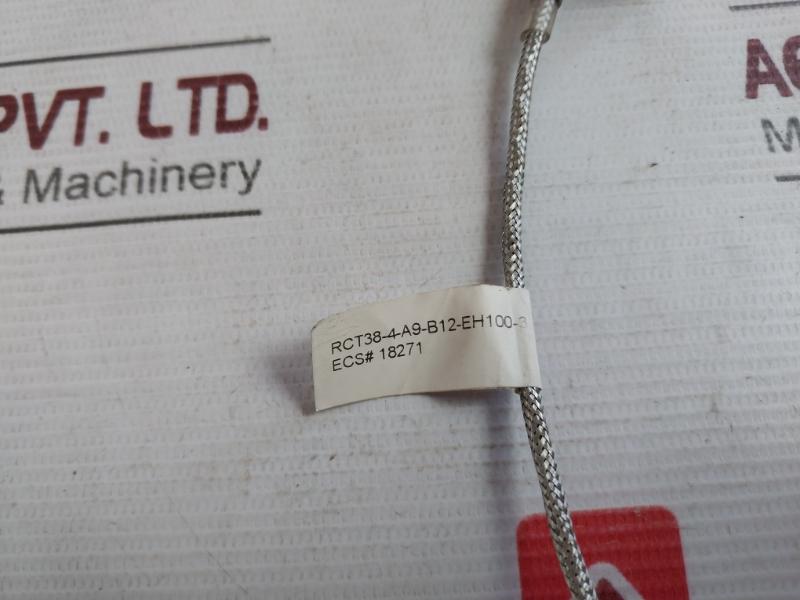 PVT. LTD.
& Machinery
A
M
RCT38-4-A9-B12-EH100-3
ECS# 18271